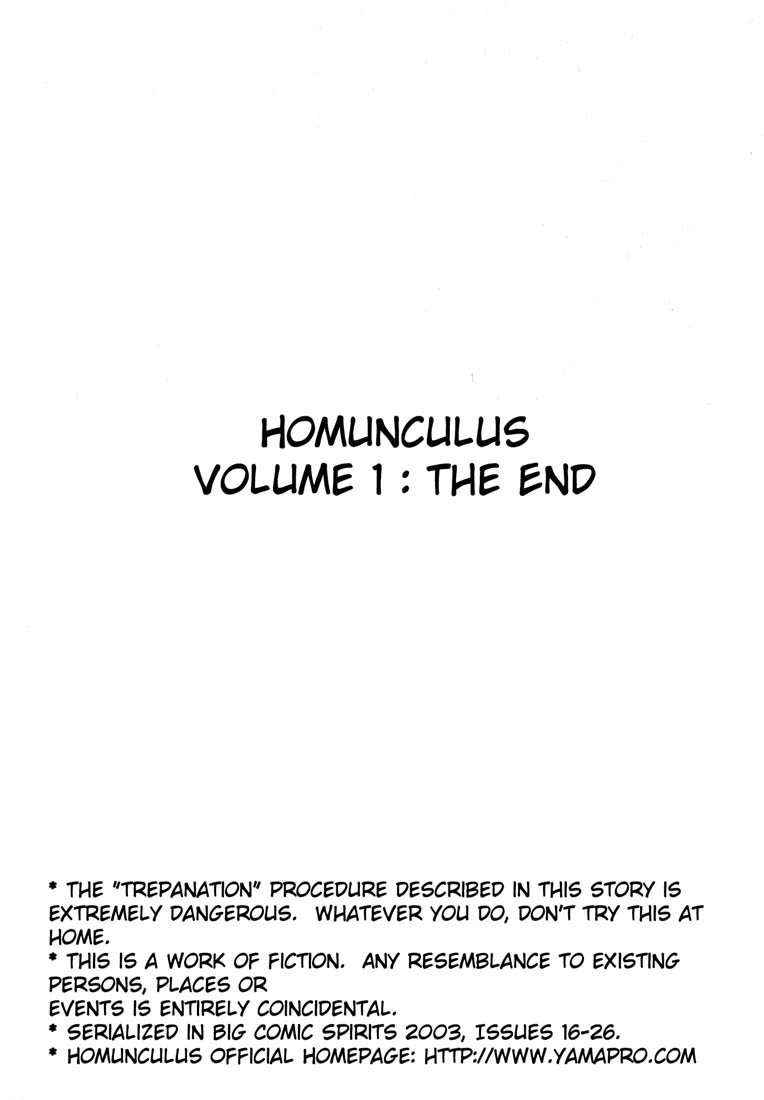 HOMUNCULUS
VOLUME 1 : THE END
* THE "TREPANATION" PROCEDURE DESCRIBED IN THIS STORY IS
EXTREMELY DANGEROUS.  WHATEVER YOU DO, DON'T TRY THIS AT
HOME.
* THIS IS A WORK OF FICTION.  ANY RESEMBLANCE TO EXISTING
PERSONS, PLACES OR
EVENTS IS ENTIRELY COINCIDENTAL.
* SERIALIZED IN BIG COMIC SPIRITS 2003, ISSUES 16-26.
* HOMUNCULUS OFFICIAL HOMEPAGE: HTTP://WWW.YAMAPRO.COM